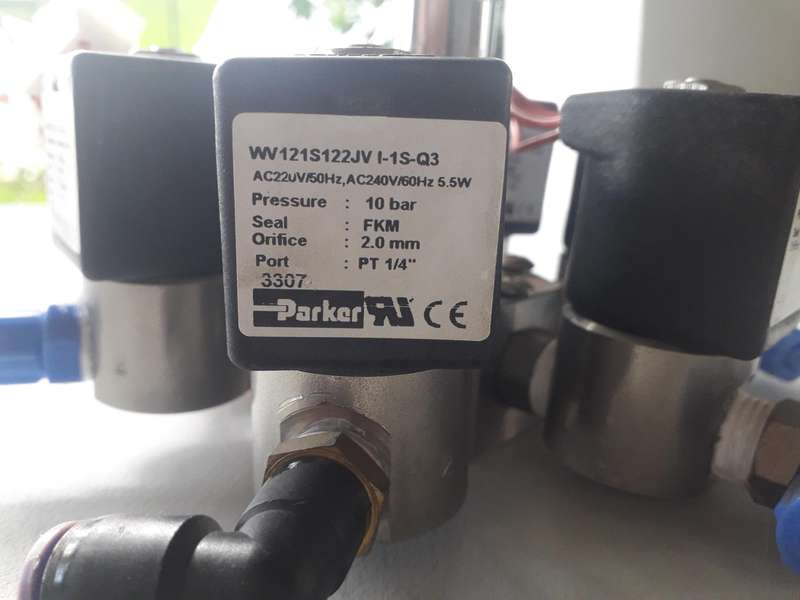 WV121S122JV I-1S-Q3
AC220V/50Hz,AC240V/60Hz 5.5W
Pressure : 10 bar
Seal : FKM
Orifice : 2.0 mm
Port : PT 1/4"
3307
Parker RU CE